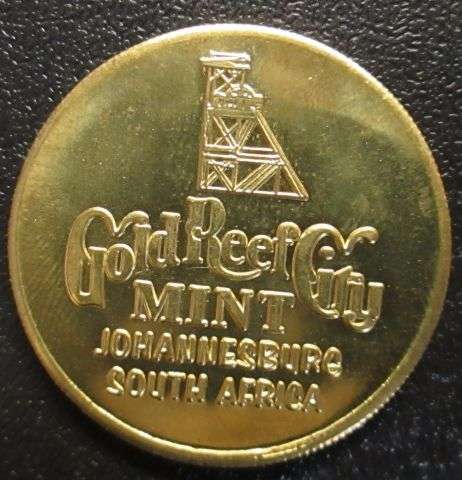 Gold Reef City
MINT
JOHANNESBURG
SOUTH AFRICA